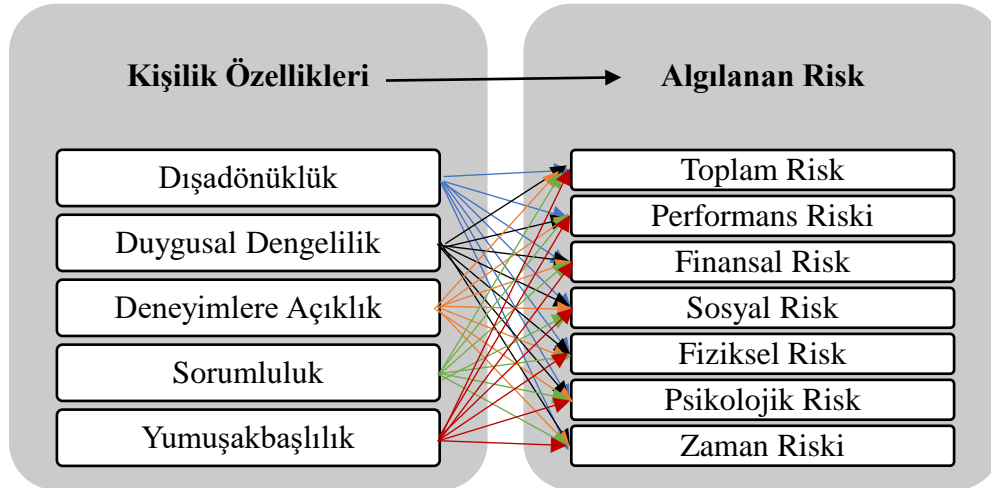 Kişilik Özellikleri
Dışadönüklük
Duygusal Dengelilik
Deneyimlere Açıklık
Sorumluluk
Yumuşakbaşlılık
Algılanan Risk
Toplam Risk
Performans Riski
Finansal Risk
Sosyal Risk
Fiziksel Risk
Psikolojik Risk
Zaman Riski